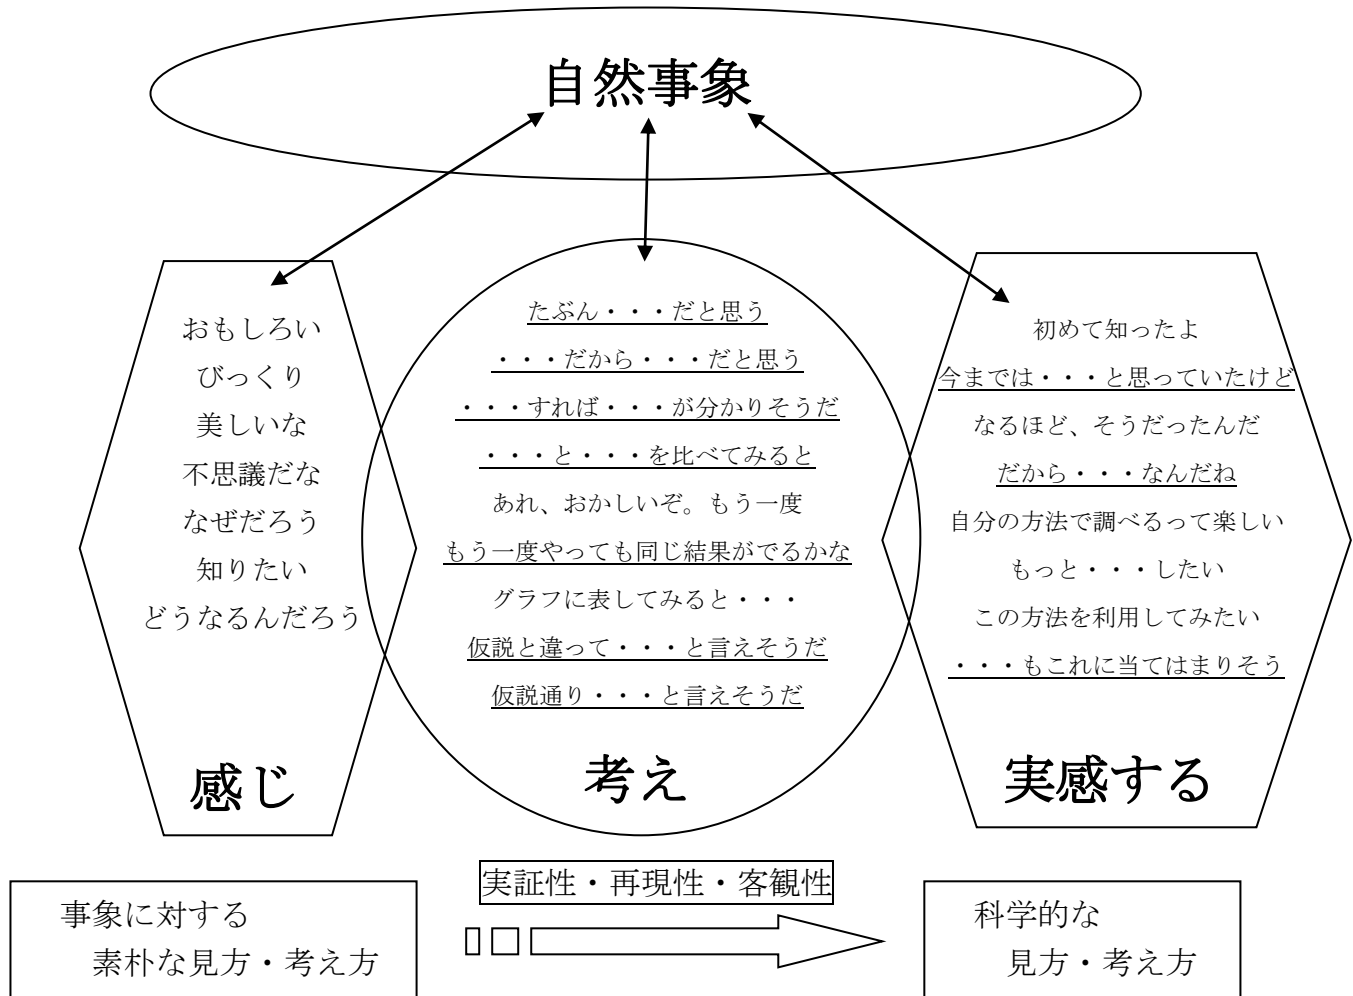 自然事象
おもしろい
びっくり
美しいな
不思議だな
なぜだろう
知りたい
どうなるんだろう
感じ
たぶん・・・だと思う
・・・だから・・・だと思う
・・・すれば・・・が分かりそうだ
・・・と・・・を比べてみると
あれ、おかしいぞ。もう一度
もう一度やっても同じ結果がでるかな
グラフに表してみると・・・
仮説と違って・・・と言えそうだ
仮説通り・・・と言えそうだ
考え
初めて知ったよ
今までは・・・と思っていたけど
なるほど、そうだったんだ
だから・・・なんだね
自分の方法で調べるって楽しい
もっと・・・したい
この方法を利用してみたい
・・・もこれに当てはまりそう
実感する
事象に対する
素朴な見方・考え方
実証性・再現性・客観性
科学的な
見方・考え方